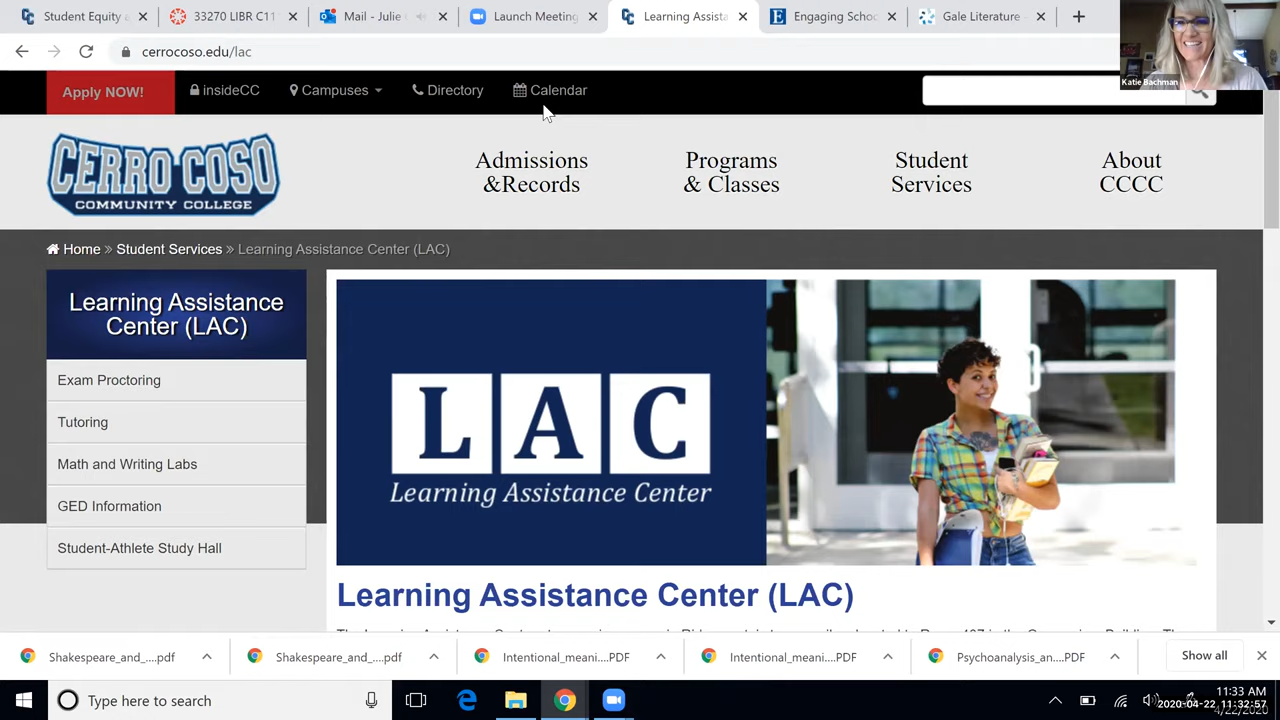 Student Equity a
33270 LIBR C11
Mail - Julie
Launch Meeting
Learning Assista
Engaging Schoo
Gale Literature
cerrocoso.edu/lac
Katie Bachman
Apply NOW!
insideCC
Campuses
Directory
Calendar
CERRO COSO
COMMUNITY COLLEGE
Admissions
&Records
Programs
& Classes
Student
Services
About
CCCC
Home » Student Services » Learning Assistance Center (LAC)
Learning Assistance
Center (LAC)
Exam Proctoring
Tutoring
Math and Writing Labs
GED Information
Student-Athlete Study Hall
LAC
Learning Assistance Center
Learning Assistance Center (LAC)
Shakespeare_and_....pdf
Shakespeare_and_....pdf
Intentional_meani....PDF
Intentional_meani....PDF
Psychoanalysis_an....PDF
Show all
Type here to search
11:33 AM
2020-04-22 11:32:57
4/22/2020